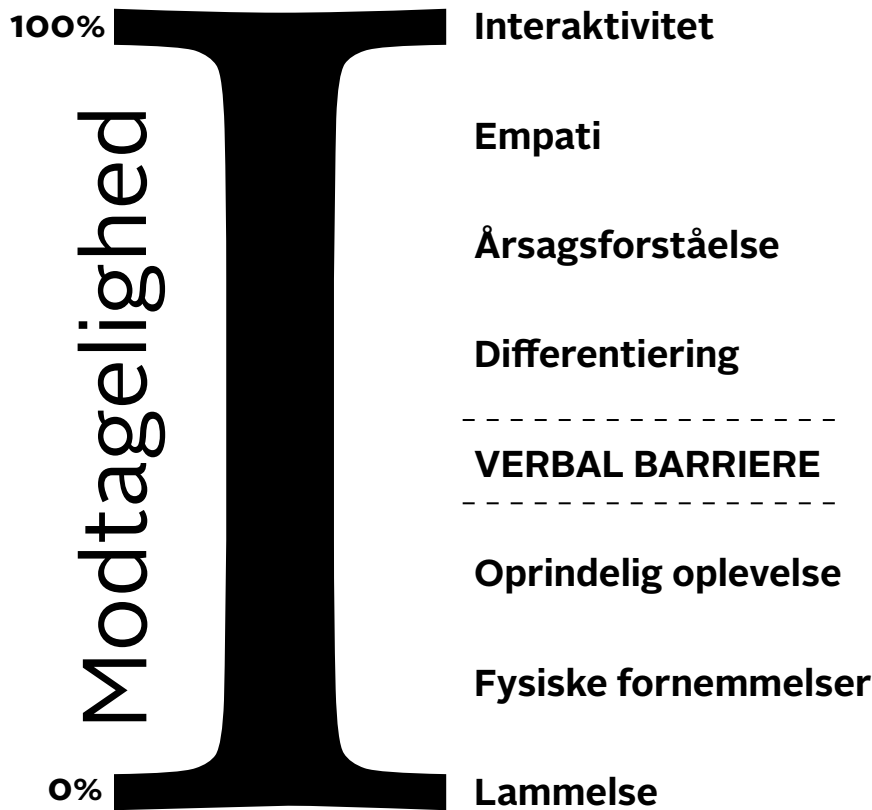 100%
Interaktivitet
Empati
Årsagsforståelse
Differentiering
VERBAL BARRIERE
Oprindelig oplevelse
Fysiske fornemmelser
0%
Lammelse
Modtagelighed